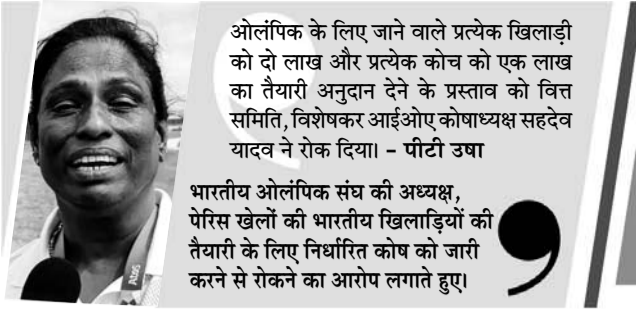 ओलंपिक के लिए जाने वाले प्रत्येक खिलाड़ी
को दो लाख और प्रत्येक कोच को एक लाख
का तैयारी अनुदान देने के प्रस्ताव को वित्त
समिति, विशेषकर आईओए कोषाध्यक्ष सहदेव
यादव ने रोक दिया। – पीटी उषा
भारतीय ओलंपिक संघ की अध्यक्ष,
पेरिस खेलों की भारतीय खिलाड़ियों की
तैयारी के लिए निर्धारित कोष को जारी
करने से रोकने का आरोप लगाते हुए।
Atos